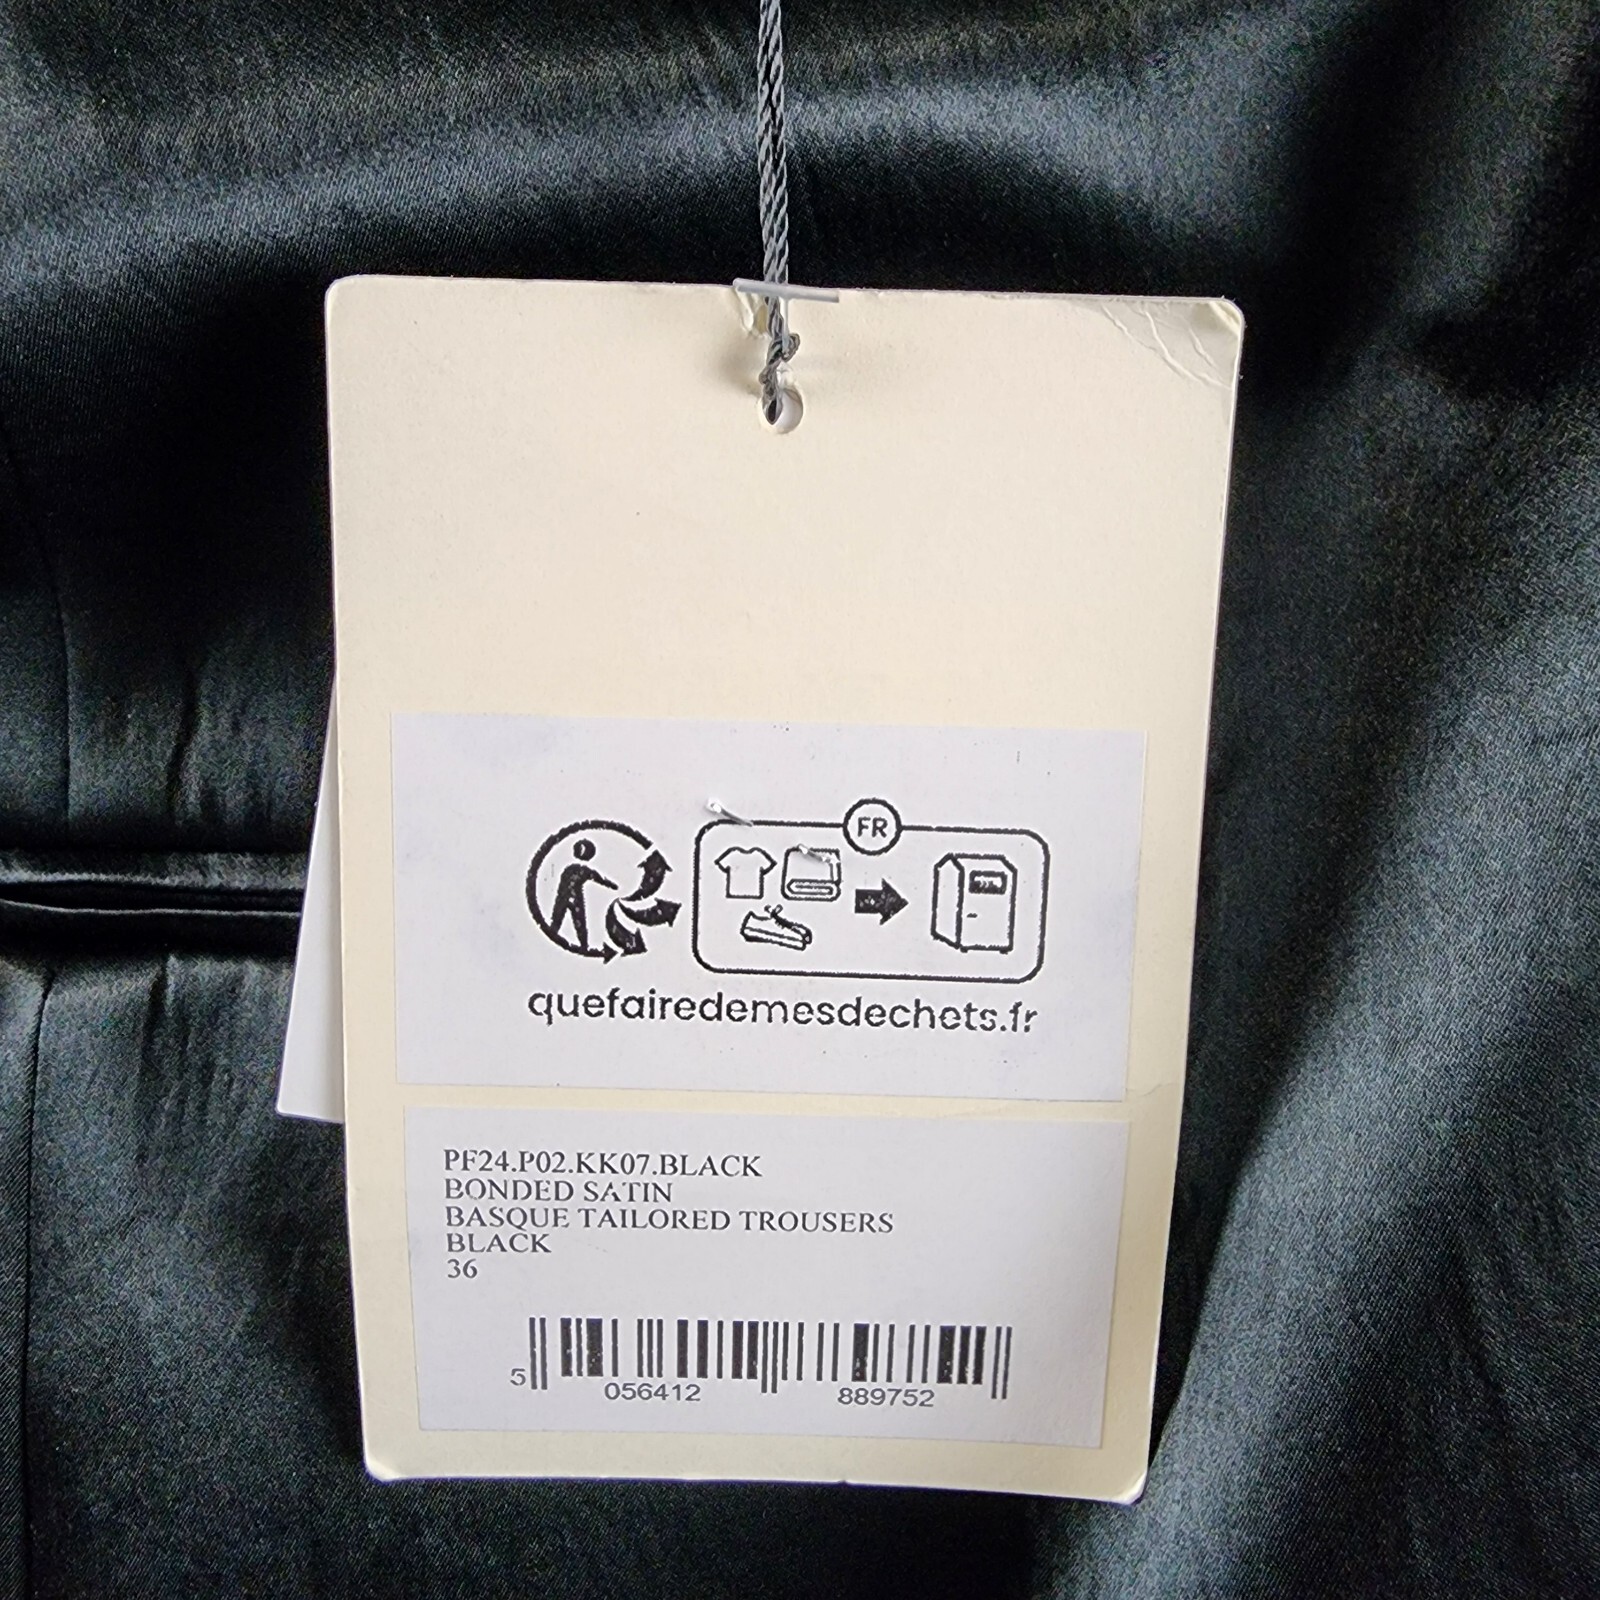 FR
quefairedemesdechets.fr
PF24.P02.KK07.BLACK
BONDED SATIN
BASQUE TAILORED TROUSERS
BLACK
36
5 056412 889752